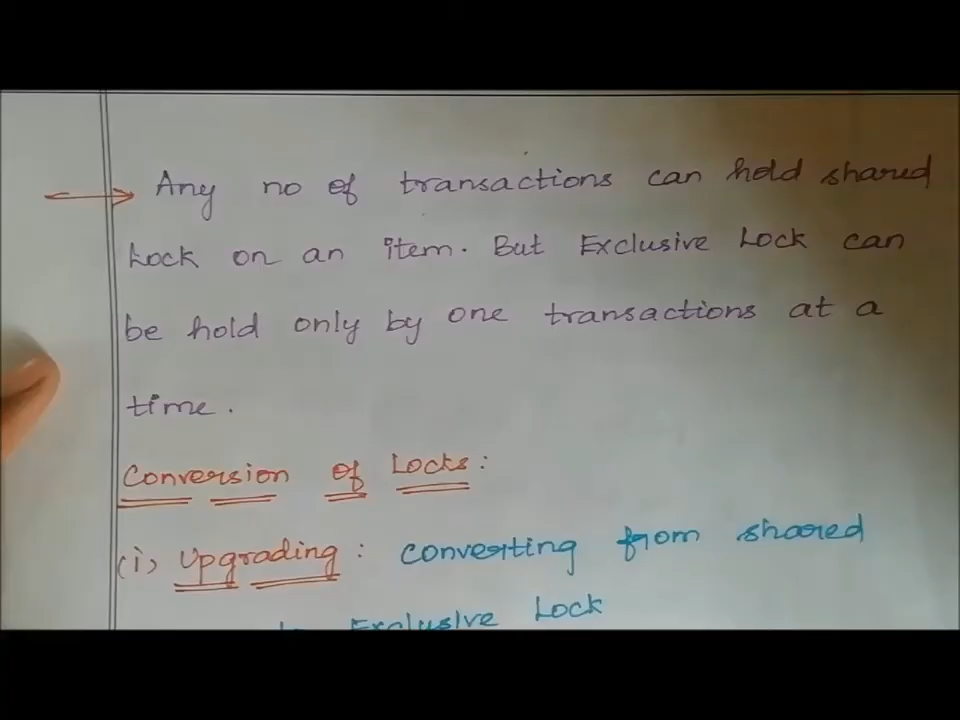 Any no of transactions can hold shared
Lock on an item. But Exclusive Lock can
be hold only by one transactions at a
time.
Conversion of Locks:
(i) Upgrading: converting from shared
to Exclusive Lock